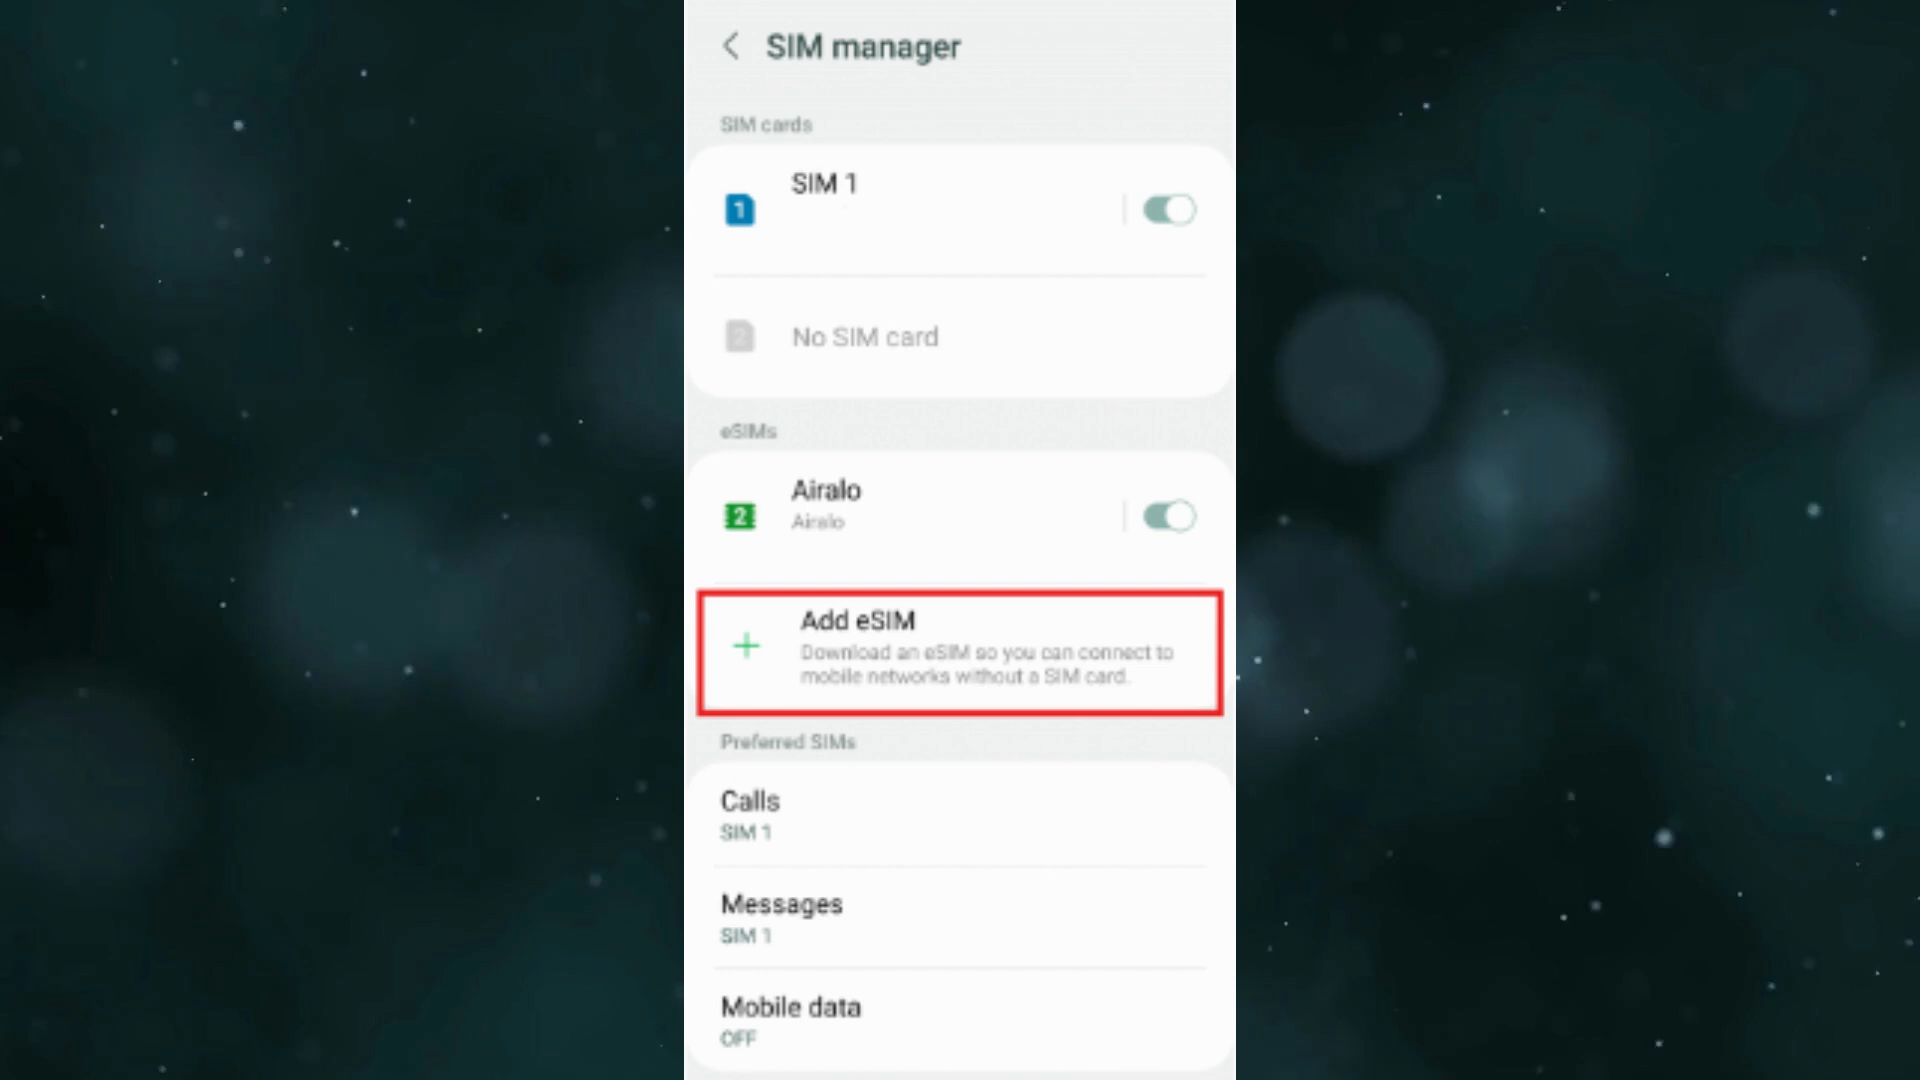 SIM manager
SIM cards
1
SIM 1
2
No SIM card
eSIMs
2
Airalo
Airalo
Add eSIM
Download an eSIM so you can connect to
mobile networks without a SIM card.
Preferred SIMs
Calls
SIM 1
Messages
SIM 1
Mobile data
OFF